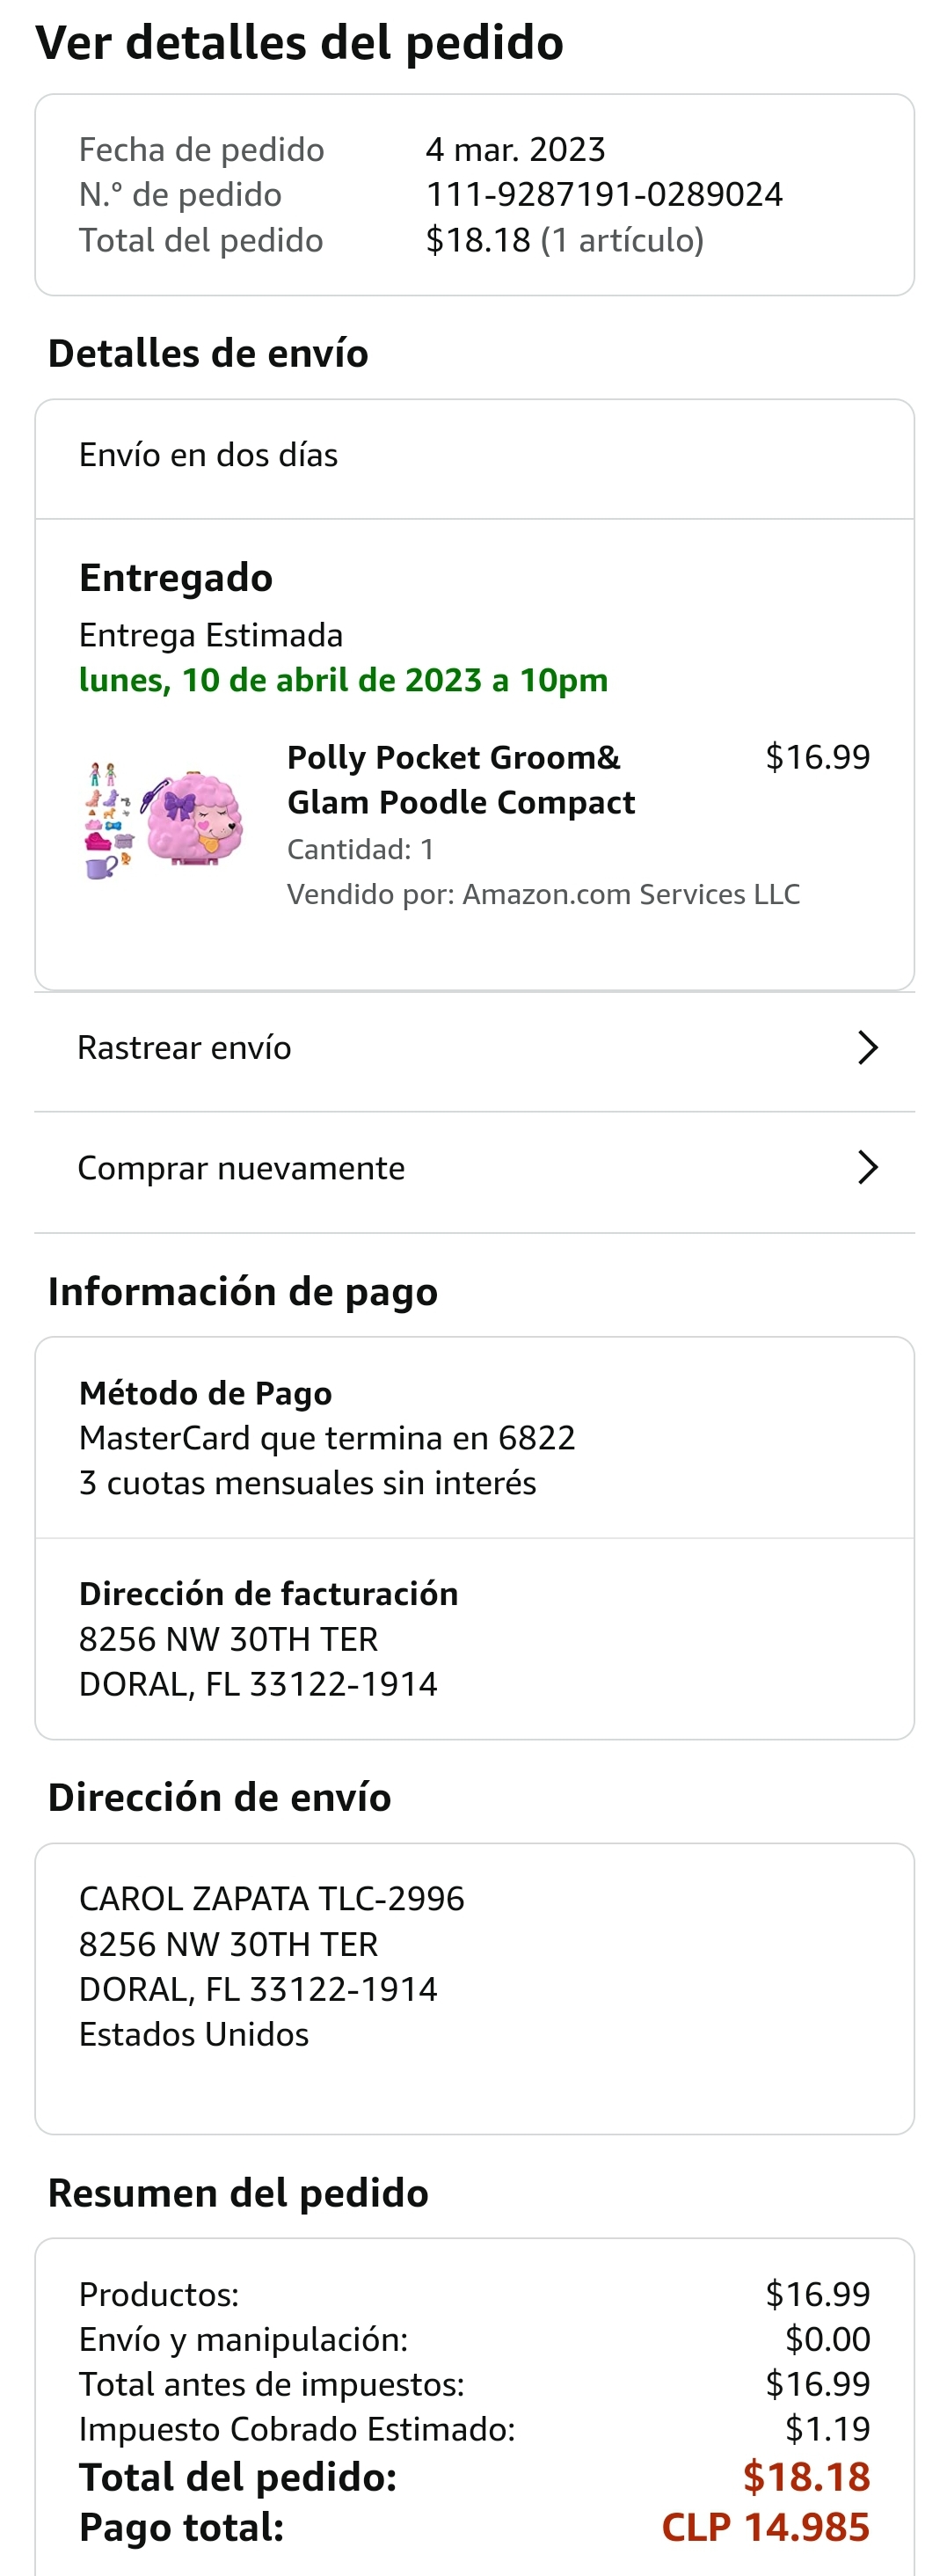 Ver detalles del pedido
Fecha de pedido 4 mar. 2023
N.° de pedido 111-9287191-0289024
Total del pedido $18.18 (1 artículo)
Detalles de envío
Envío en dos días
Entregado
Entrega Estimada
lunes, 10 de abril de 2023 a 10pm
Polly Pocket Groom& $16.99
Glam Poodle Compact
Cantidad: 1
Vendido por: Amazon.com Services LLC
Rastrear envío
Comprar nuevamente
Información de pago
Método de Pago
MasterCard que termina en 6822
3 cuotas mensuales sin interés
Dirección de facturación
8256 NW 30TH TER
DORAL, FL 33122-1914
Dirección de envío
CAROL ZAPATA TLC-2996
8256 NW 30TH TER
DORAL, FL 33122-1914
Estados Unidos
Resumen del pedido
Productos: $16.99
Envío y manipulación: $0.00
Total antes de impuestos: $16.99
Impuesto Cobrado Estimado: $1.19
Total del pedido: $18.18
Pago total: CLP 14.985